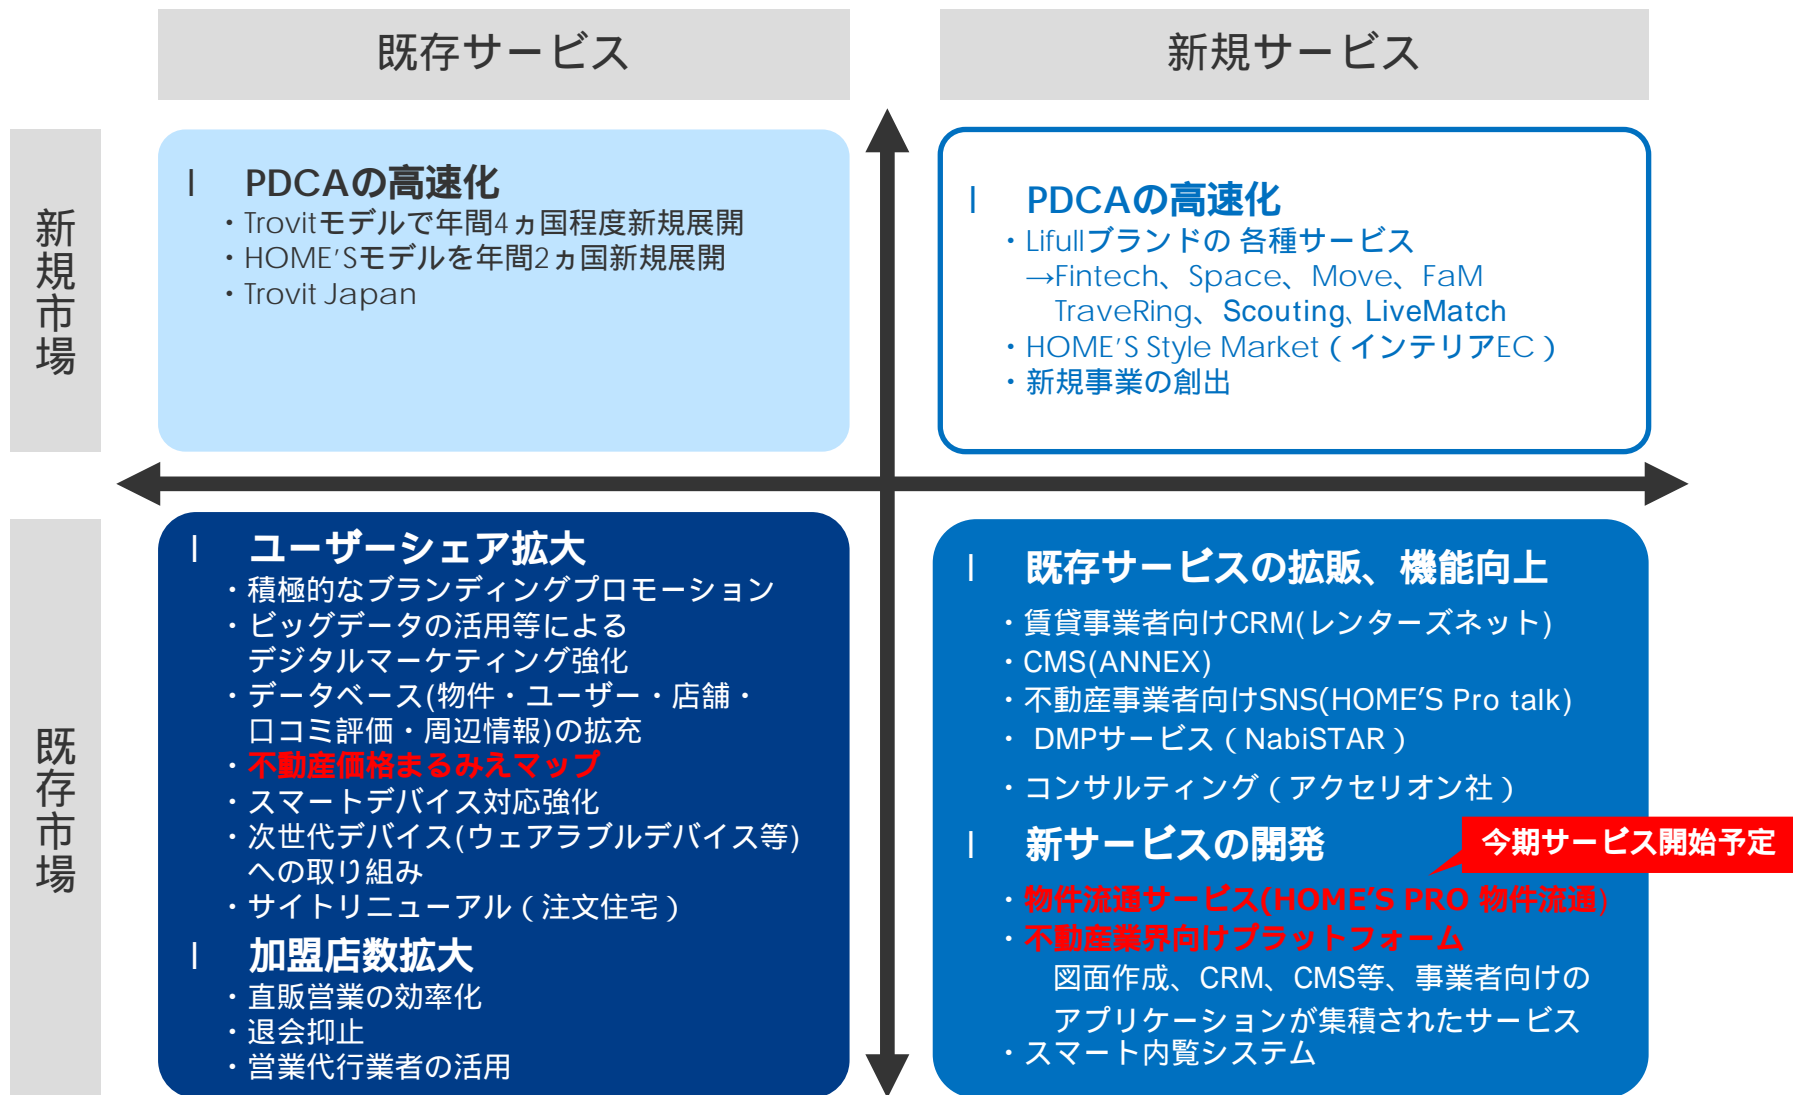 既存サービス
新規サービス
新規市場
l PDCAの高速化
・Trovitモデルで年間4ヵ国程度新規展開
・HOME'Sモデルを年間2ヵ国新規展開
・Trovit Japan
l PDCAの高速化
・Lifullブランドの 各種サービス
→Fintech、Space、Move、FaM
TraveRing、Scouting、LiveMatch
・HOME'S Style Market（インテリアEC）
・新規事業の創出
既存市場
l ユーザーシェア拡大
・積極的なブランディングプロモーション
・ビッグデータの活用等による
デジタルマーケティング強化
・データベース(物件・ユーザー・店舗・
口コミ評価・周辺情報)の拡充
・不動産価格まるみえマップ
・スマートデバイス対応強化
・次世代デバイス(ウェアラブルデバイス等)
への取り組み
・サイトリニューアル（注文住宅）
l 加盟店数拡大
・直販営業の効率化
・退会抑止
・営業代行業者の活用
l 既存サービスの拡販、機能向上
・賃貸事業者向けCRM(レンターズネット)
・CMS(ANNEX)
・不動産事業者向けSNS(HOME'S Pro talk)
・ DMPサービス（NabiSTAR）
・コンサルティング（アクセリオン社）
l 新サービスの開発
今期サービス開始予定
・物件流通サービス(HOME'S PRO 物件流通)
・不動産業界向けプラットフォーム
図面作成、CRM、CMS等、事業者向けの
アプリケーションが集積されたサービス
・スマート内覧システム